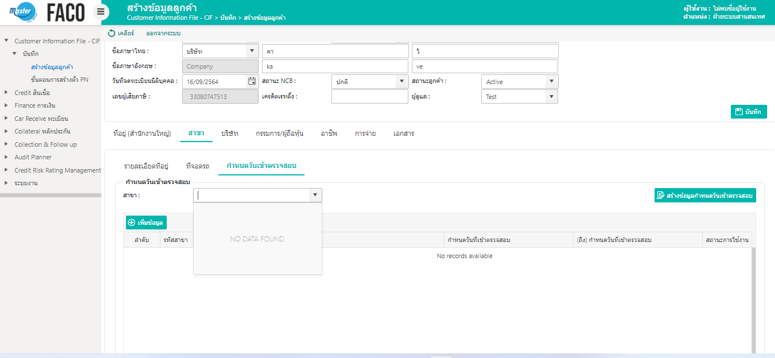 master FACO
สร้างข้อมูลลูกค้า
Customer Information File - CIF > บันทึก > สร้างข้อมูลลูกค้า
ผู้ใช้งาน : ไม่พบชื่อผู้ใช้งาน
ตำแหน่ง : ฝ่ายระบบสารสนเทศ
เคลียร์ ออกจากระบบ
Customer Information File - CIF
บันทึก
สร้างข้อมูลลูกค้า
ขั้นตอนการสร้างตั๋ว PN
Credit สินเชื่อ
Finance การเงิน
Car Receive ทะเบียน
Collateral หลักประกัน
Collection & Follow up
Audit Planner
Credit Risk Rating Management
ระบบงาน
ชื่อภาษาไทย : บริษัท คา วี
ชื่อภาษาอังกฤษ : Company ka ve
วันที่จดทะเบียนนิติบุคคล : 16/09/2564 สถานะ NCB : ปกติ สถานะลูกค้า : Active
เลขผู้เสียภาษี : 33080747513 เครดิตเรทติ้ง : ผู้ดูแล : Test
บันทึก
ที่อยู่ (สำนักงานใหญ่) สาขา บริษัท กรรมการ/ผู้ถือหุ้น อาชีพ การจ่าย เอกสาร
รายละเอียดที่อยู่ ที่จอดรถ กำหนดวันเข้าตรวจสอบ
กำหนดวันเข้าตรวจสอบ
สาขา :
สร้างข้อมูลกำหนดวันเข้าตรวจสอบ
NO DATA FOUND.
เพิ่มข้อมูล
ลำดับ รหัสสาขา กำหนดวันที่เข้าตรวจสอบ (ถึง) กำหนดวันที่เข้าตรวจสอบ สถานะการใช้งาน
No records available